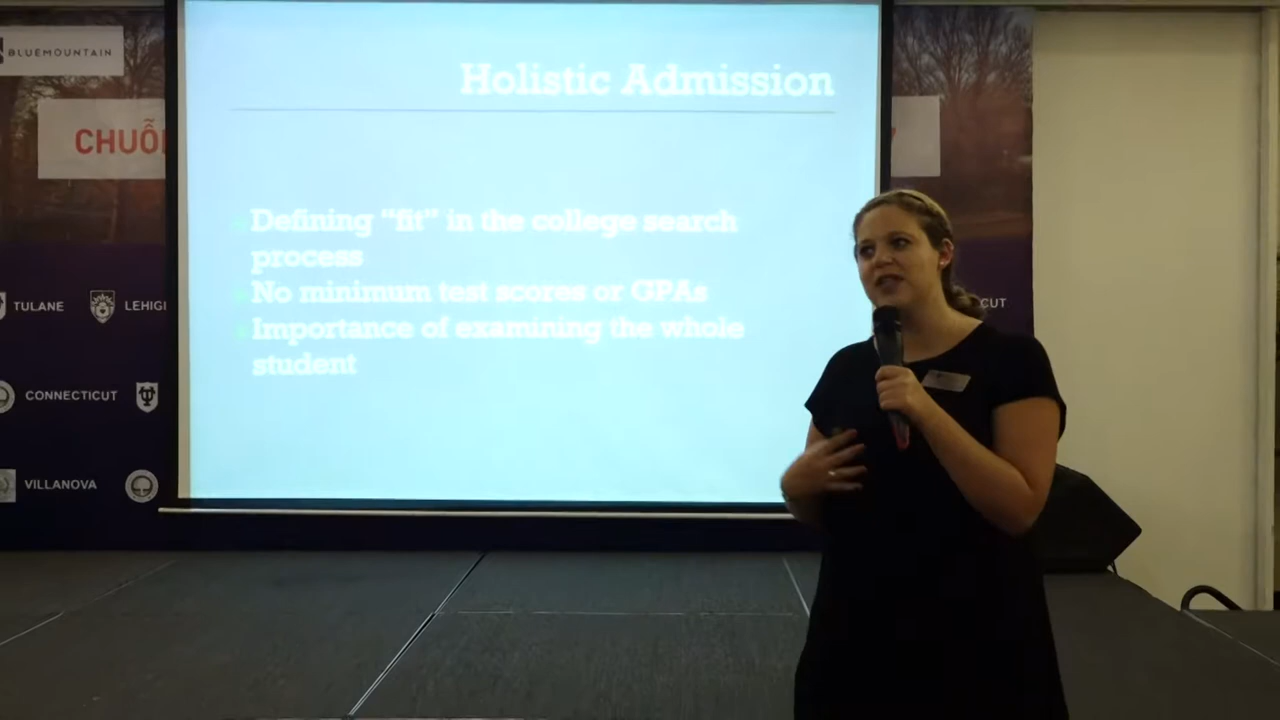 BLUEMOUNTAIN
CHUỖ
Holistic Admission
Defining “fit” in the college search
process
No minimum test scores or GPAs
Importance of examining the whole
student
TULANE
LEHIG
CONNECTICUT
VILLANOVA
CUT